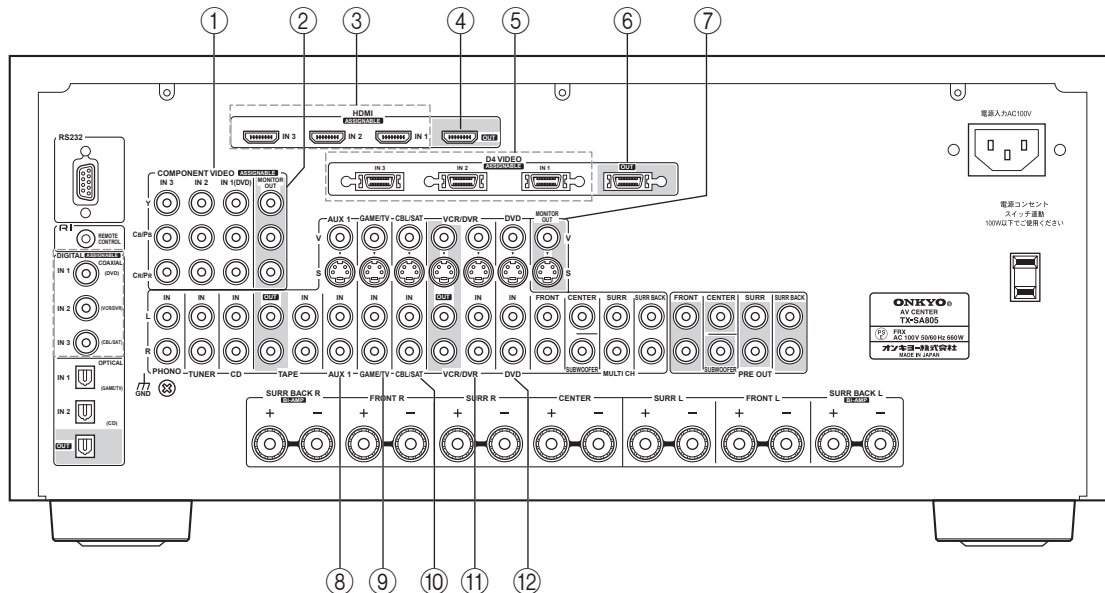 ① ② ③ ④ ⑤ ⑥ ⑦
HDMI
ASSIGNABLE
IN 3 IN 2 IN 1 OUT
D4 VIDEO
ASSIGNABLE
IN 3 IN 2 IN 1 OUT
電源入力AC100V
電源コンセント
スイッチ連動
100W以下でご使用ください
RS232
RI REMOTE CONTROL
DIGITAL ASSIGNABLE
COAXIAL
IN 1 (DVD)
IN 2 (VCR/DVR)
IN 3 (CBL/SAT)
OPTICAL
IN 1 (GAME/TV)
IN 2 (CD)
OUT
COMPONENT VIDEO ASSIGNABLE
IN 3 IN 2 IN 1(DVD) MONITOR OUT
Y
CB/PB
CR/PR
AUX 1 GAME/TV CBL/SAT VCR/DVR DVD MONITOR OUT
V V
S S
IN IN IN OUT IN IN IN IN OUT IN IN FRONT CENTER SURR SURR BACK FRONT CENTER SURR SURR BACK
L
R
SUBWOOFER SUBWOOFER
PHONO TUNER CD TAPE AUX 1 GAME/TV CBL/SAT VCR/DVR DVD MULTI CH PRE OUT
GND
SURR BACK R BI-AMP FRONT R SURR R CENTER SURR L FRONT L SURR BACK L BI-AMP
+ − + − + − + − + − + − + −
ONKYO®
AV CENTER
TX-SA805
PS E FRX
AC 100V 50/60 Hz 660W
オンキヨー株式会社
MADE IN JAPAN
⑧ ⑨ ⑩ ⑪ ⑫